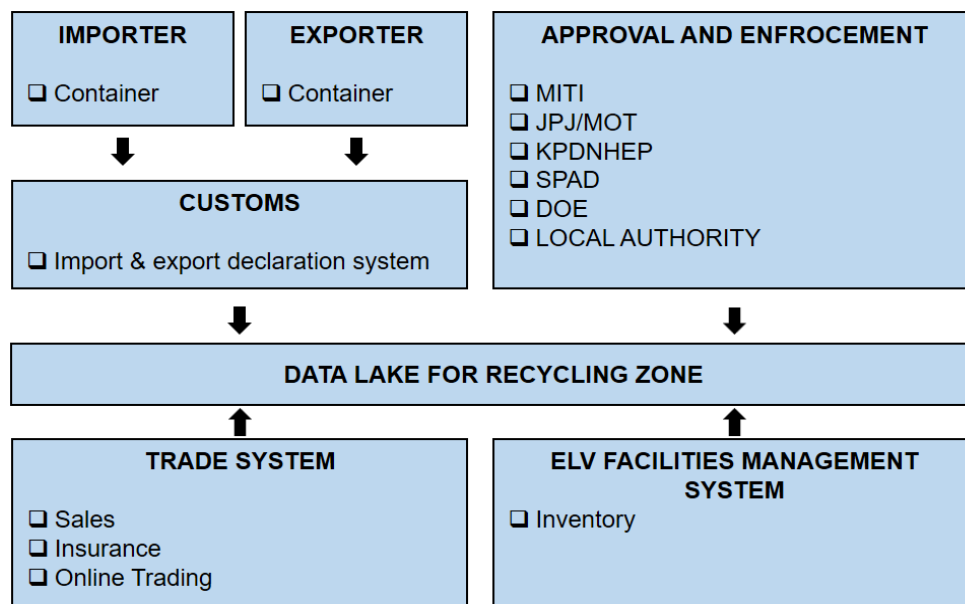 IMPORTER
❑ Container
EXPORTER
❑ Container
APPROVAL AND ENFROCEMENT
❑ MITI
❑ JPJ/MOT
❑ KPDNHEP
❑ SPAD
❑ DOE
❑ LOCAL AUTHORITY
CUSTOMS
❑ Import & export declaration system
DATA LAKE FOR RECYCLING ZONE
TRADE SYSTEM
❑ Sales
❑ Insurance
❑ Online Trading
ELV FACILITIES MANAGEMENT
SYSTEM
❑ Inventory